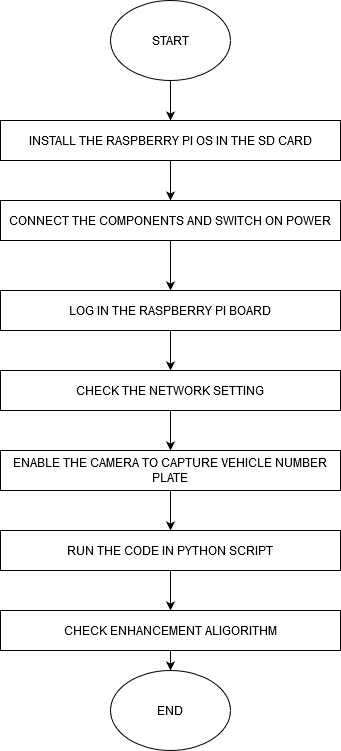 START
INSTALL THE RASPBERRY PI OS IN THE SD CARD
CONNECT THE COMPONENTS AND SWITCH ON POWER
LOG IN THE RASPBERRY PI BOARD
CHECK THE NETWORK SETTING
ENABLE THE CAMERA TO CAPTURE VEHICLE NUMBER
PLATE
RUN THE CODE IN PYTHON SCRIPT
CHECK ENHANCEMENT ALIGORITHM
END